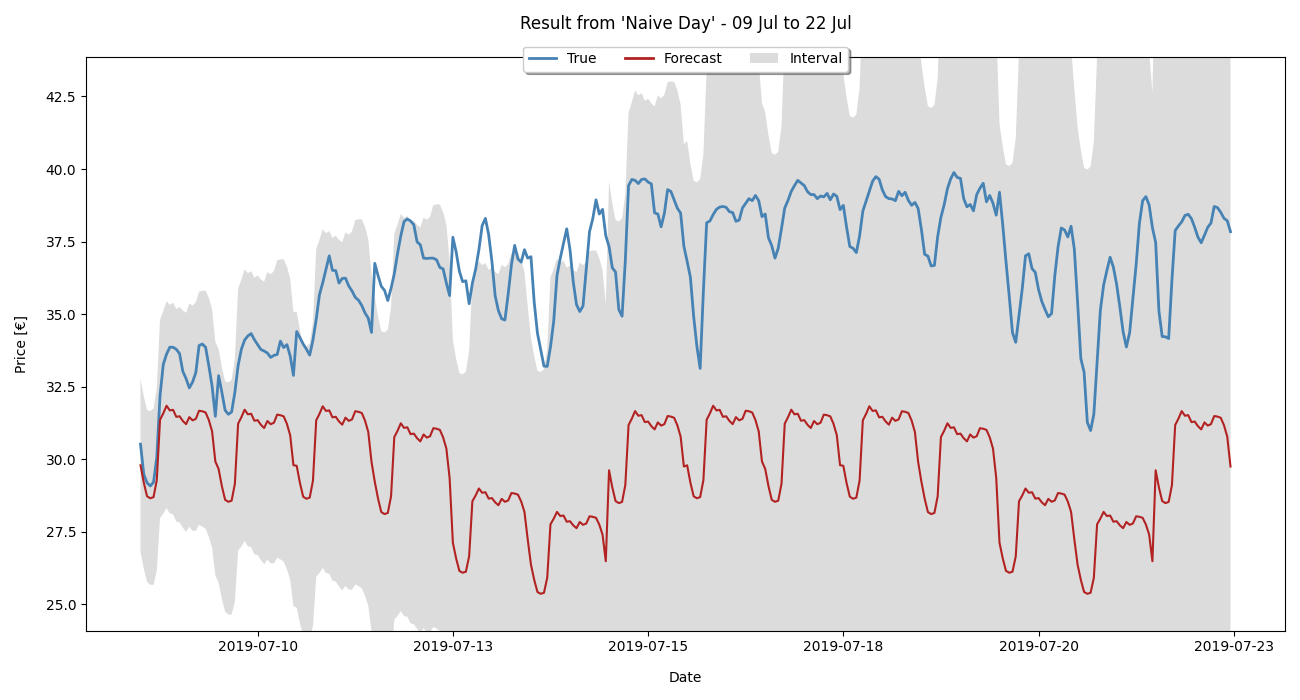 Result from 'Naive Day' - 09 Jul to 22 Jul
True Forecast Interval
42.5
40.0
37.5
35.0
32.5
30.0
27.5
25.0
Price [€]
2019-07-10 2019-07-13 2019-07-15 2019-07-18 2019-07-20 2019-07-23
Date